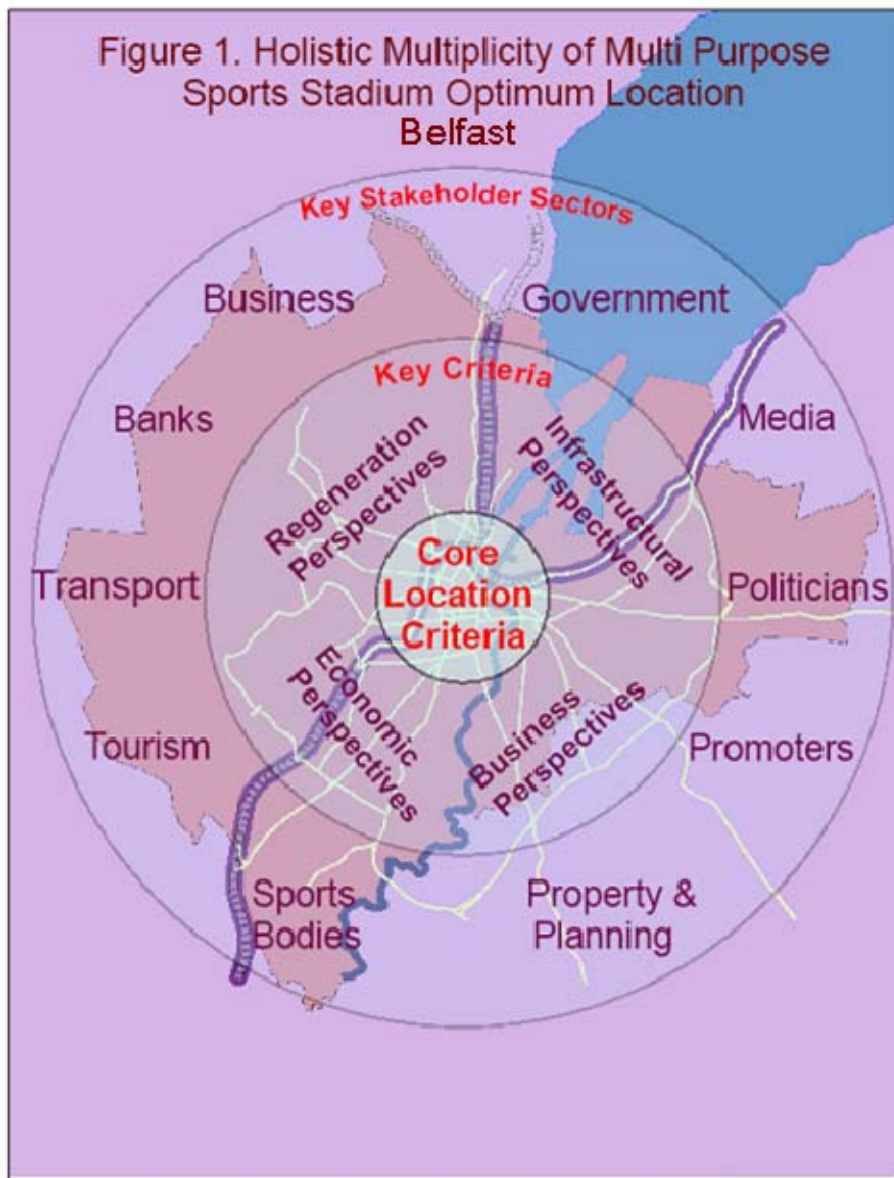 Figure 1. Holistic Multiplicity of Multi Purpose
Sports Stadium Optimum Location
Belfast
Key Stakeholder Sectors
Business
Government
Banks
Media
Transport
Politicians
Tourism
Promoters
Sports
Bodies
Property &
Planning
Key Criteria
Regeneration
Perspectives
Infrastructural
Perspectives
Economic
Perspectives
Business
Perspectives
Core
Location
Criteria